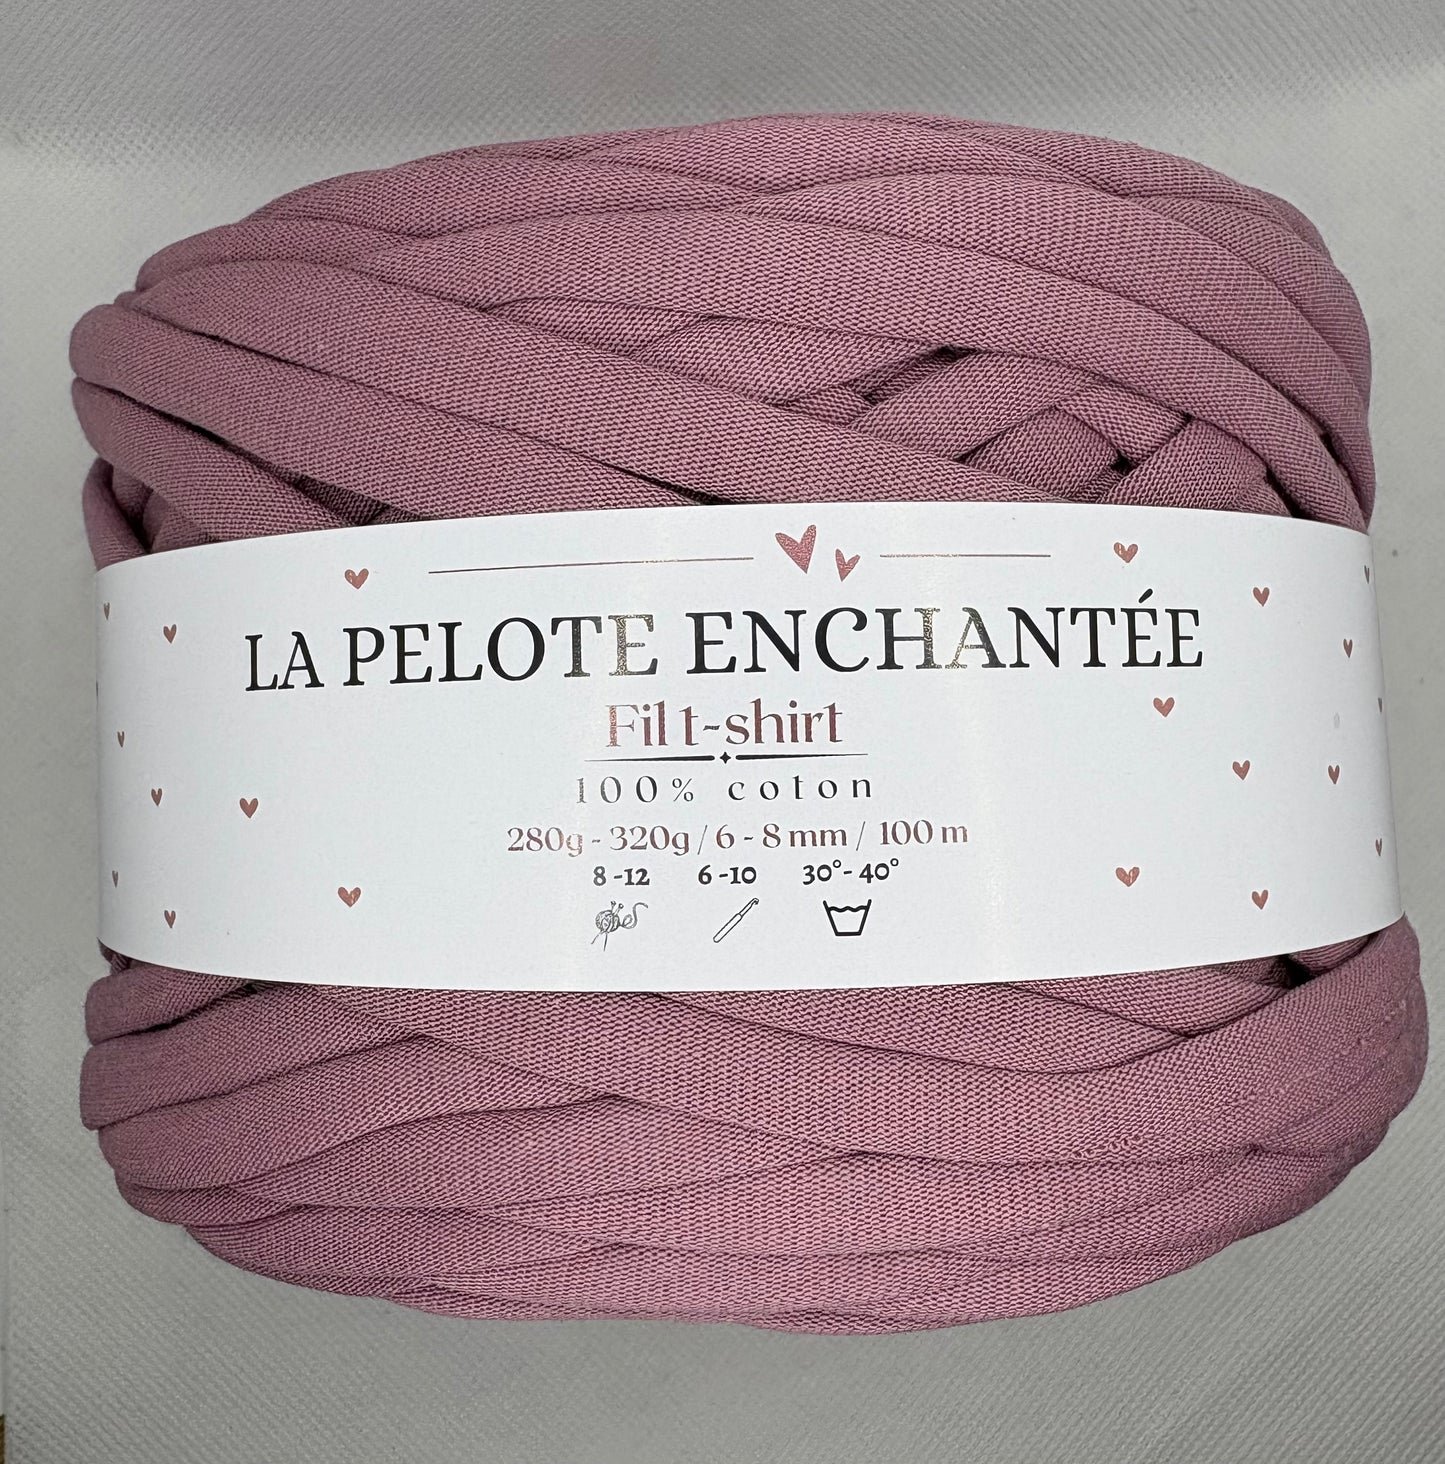 LA PELOTE ENCHANTÉE
Fil t-shirt
100% coton
280g - 320g / 6 - 8 mm / 100 m
8 -12 6 -10 30°- 40°